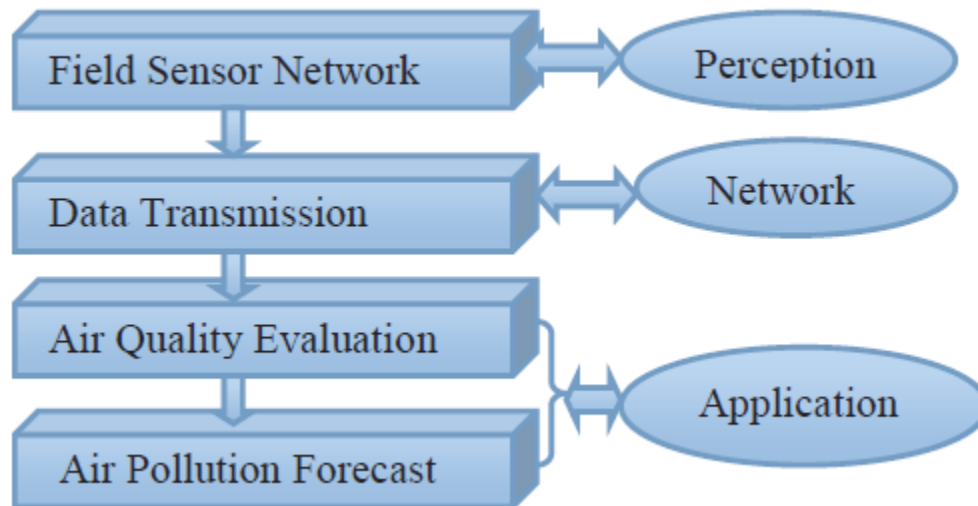 Field Sensor Network
Perception
Data Transmission
Network
Air Quality Evaluation
Application
Air Pollution Forecast